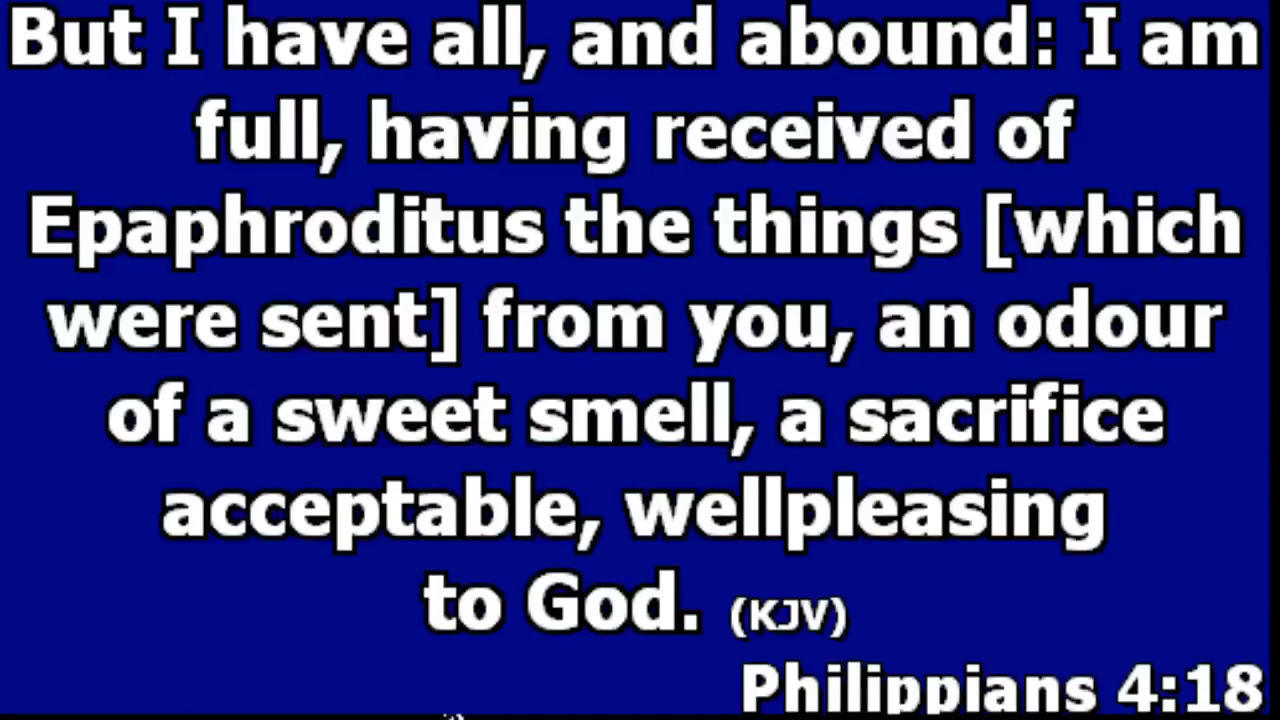 But I have all, and abound: I am
full, having received of
Epaphroditus the things [which
were sent] from you, an odour
of a sweet smell, a sacrifice
acceptable, wellpleasing
to God. (KJV)
Philippians 4:18